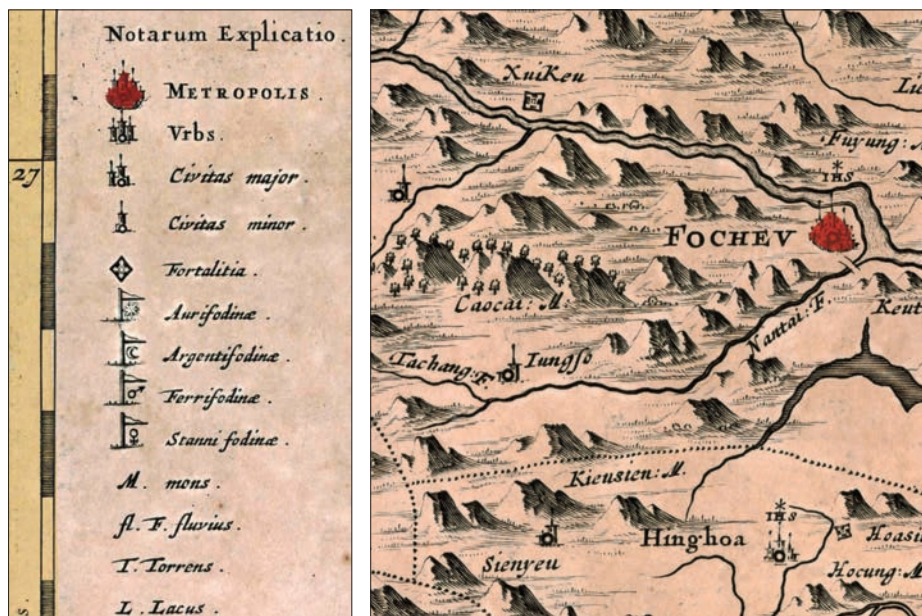 Notarum Explicatio.
METROPOLIS.
Vrbs.
Civitas major.
Civitas minor.
27
Fortalitia.
Aurifodinæ.
Argentifodinæ.
Ferrifodinæ.
Stanni fodinæ.
M. mons.
fl. F. fluvius.
T. Torrens.
L. Lacus.
XuiKeu
Fuyung: M
IHS
FOCHEV
Caocai: M:
Nantai: F.
Keut
Tachang: F.
Iungfo
Kieusien: M.
IHS
Hinghoa
Hoasi
Sienyeu
Hocung: M